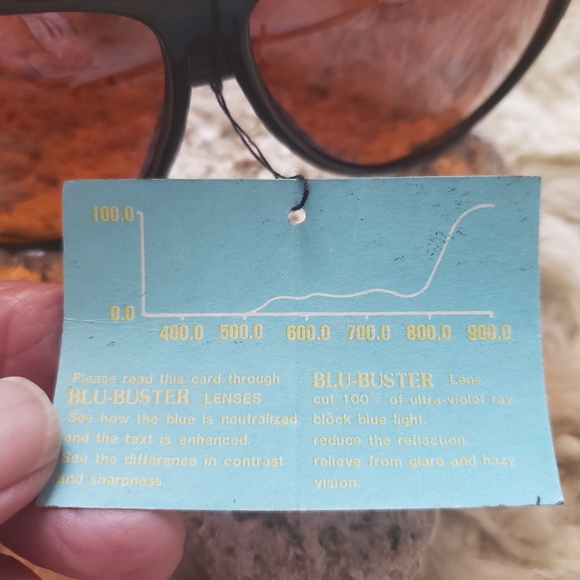 100.0
0.0
400.0 500.0 600.0 700.0 800.0 900.0
Please read this card through
BLU-BUSTER LENSES
See how the blue is neutralized
and the text is enhanced.
See the difference in contrast
and sharpness.
BLU-BUSTER Lens
cut 100% of ultra-violet ray.
block blue light.
reduce the reflection.
relieve from glare and hazy
vision.